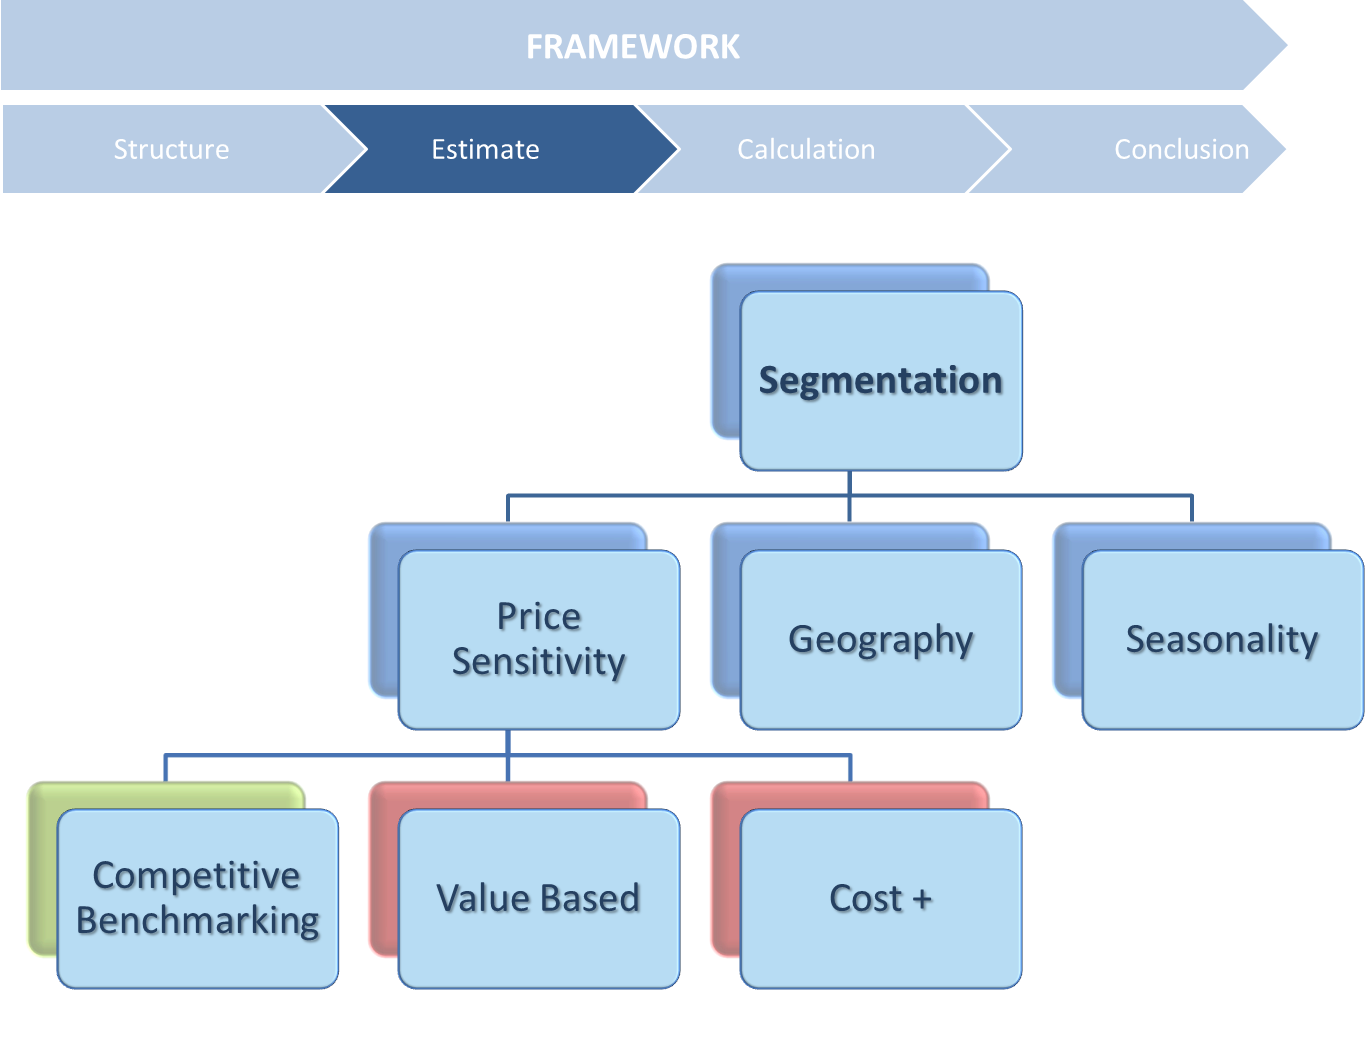 FRAMEWORK
Structure
Estimate
Calculation
Conclusion
Segmentation
Price
Sensitivity
Geography
Seasonality
Competitive
Benchmarking
Value Based
Cost +